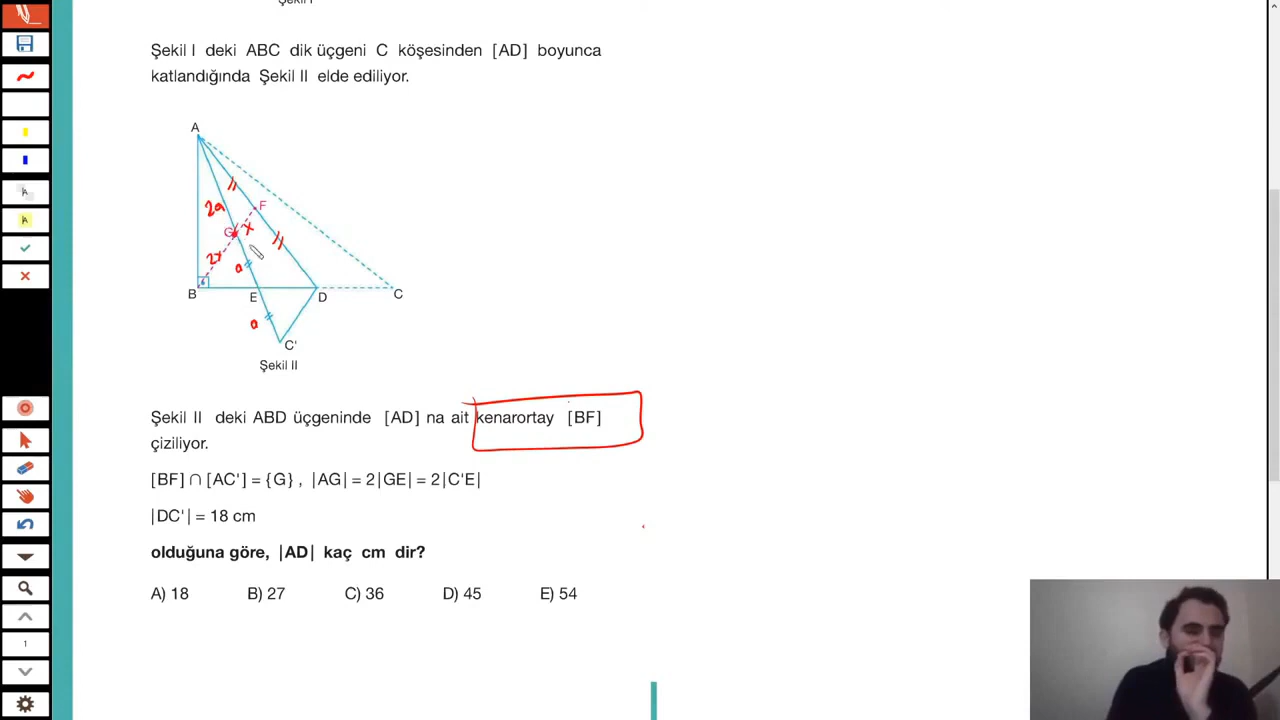 Şekil I
Şekil I deki ABC dik üçgeni C köşesinden [AD] boyunca
katlandığında Şekil II elde ediliyor.
A
2a
F
G
x
2x
a
B
E
D
C
a
C'
Şekil II
Şekil II deki ABD üçgeninde [AD] na ait kenarortay [BF]
çiziliyor.
[BF] ∩ [AC'] = {G} , |AG| = 2|GE| = 2|C'E|
|DC'| = 18 cm
olduğuna göre, |AD| kaç cm dir?
A) 18 B) 27 C) 36 D) 45 E) 54
A
A
1